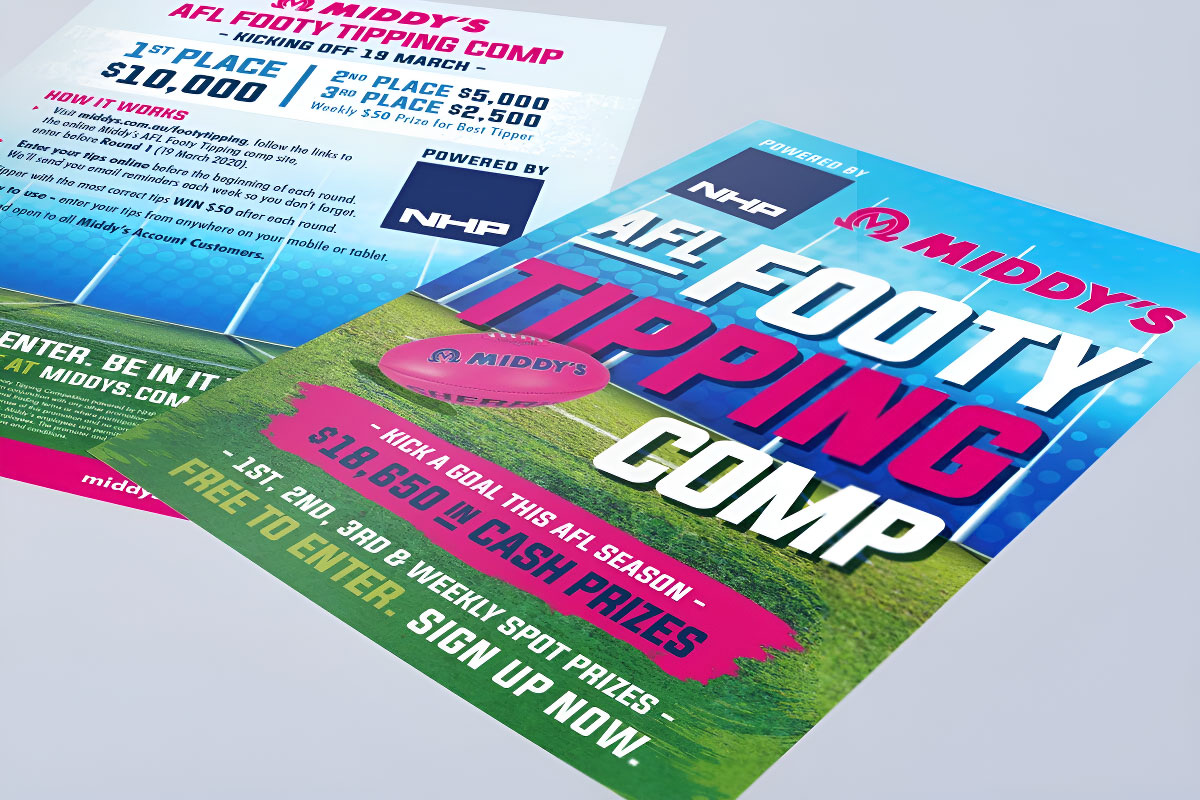 MIDDY'S
AFL FOOTY TIPPING COMP
- KICKING OFF 19 MARCH -
1ST PLACE
$10,000
2ND PLACE $5,000
3RD PLACE $2,500
Weekly $50 Prize for Best Tipper
HOW IT WORKS
Visit middys.com.au/footytipping, follow the links to
the online Middy's AFL Footy Tipping comp site.
enter before Round 1 (19 March 2020).
Enter your tips online before the beginning of each round.
We'll send you email reminders each week so you don't forget.
with the most correct tips WIN $50 after each round.
to use - enter your tips from anywhere on your mobile or tablet.
open to all Middy's Account Customers.
POWERED BY
NHP
ENTER. BE IN IT
AT MIDDYS.COM
middys
POWERED BY
NHP
MIDDY'S
AFL FOOTY
TIPPING
COMP
MIDDY'S
- KICK A GOAL THIS AFL SEASON -
$18,650 IN CASH PRIZES
- 1ST, 2ND, 3RD & WEEKLY SPOT PRIZES -
FREE TO ENTER. SIGN UP NOW.